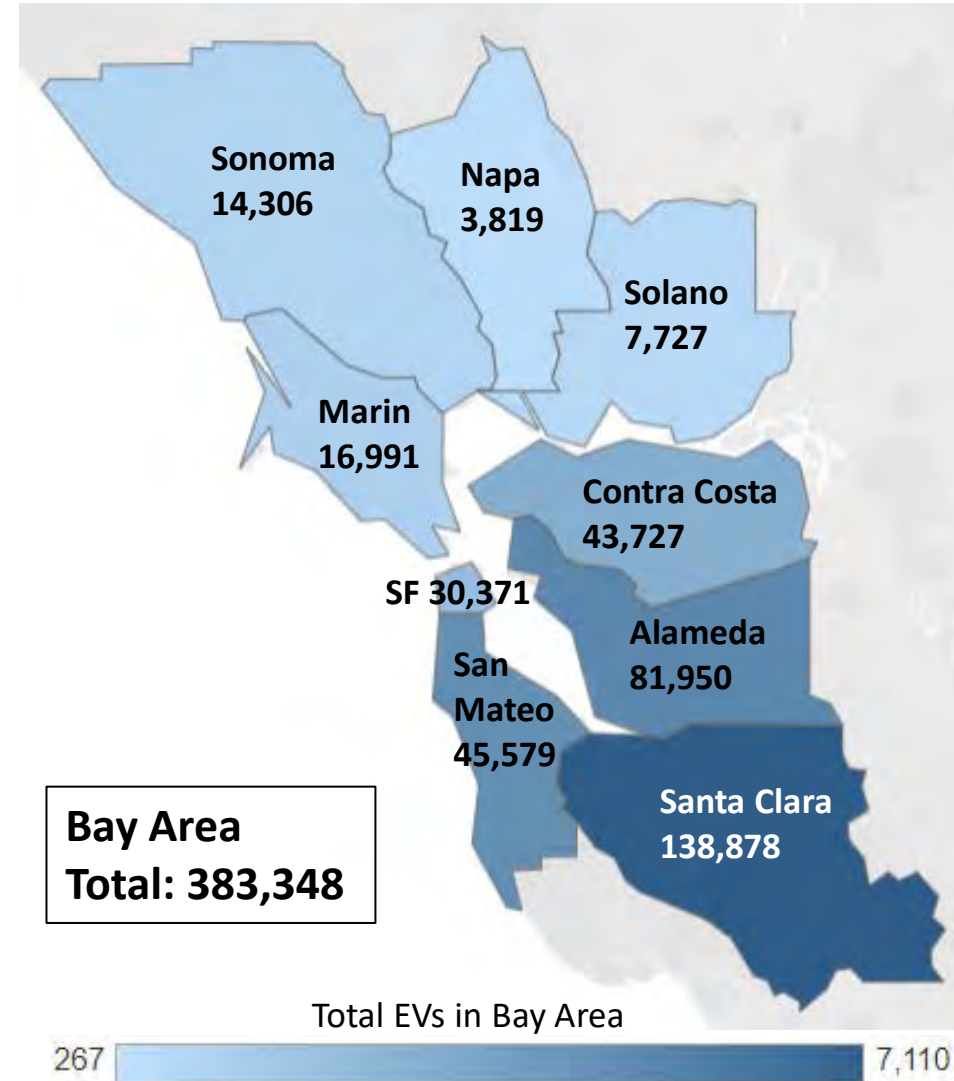 Sonoma
14,306
Napa
3,819
Solano
7,727
Marin
16,991
Contra Costa
43,727
SF 30,371
Alameda
81,950
San
Mateo
45,579
Santa Clara
138,878
Bay Area
Total: 383,348
Total EVs in Bay Area
267
7,110